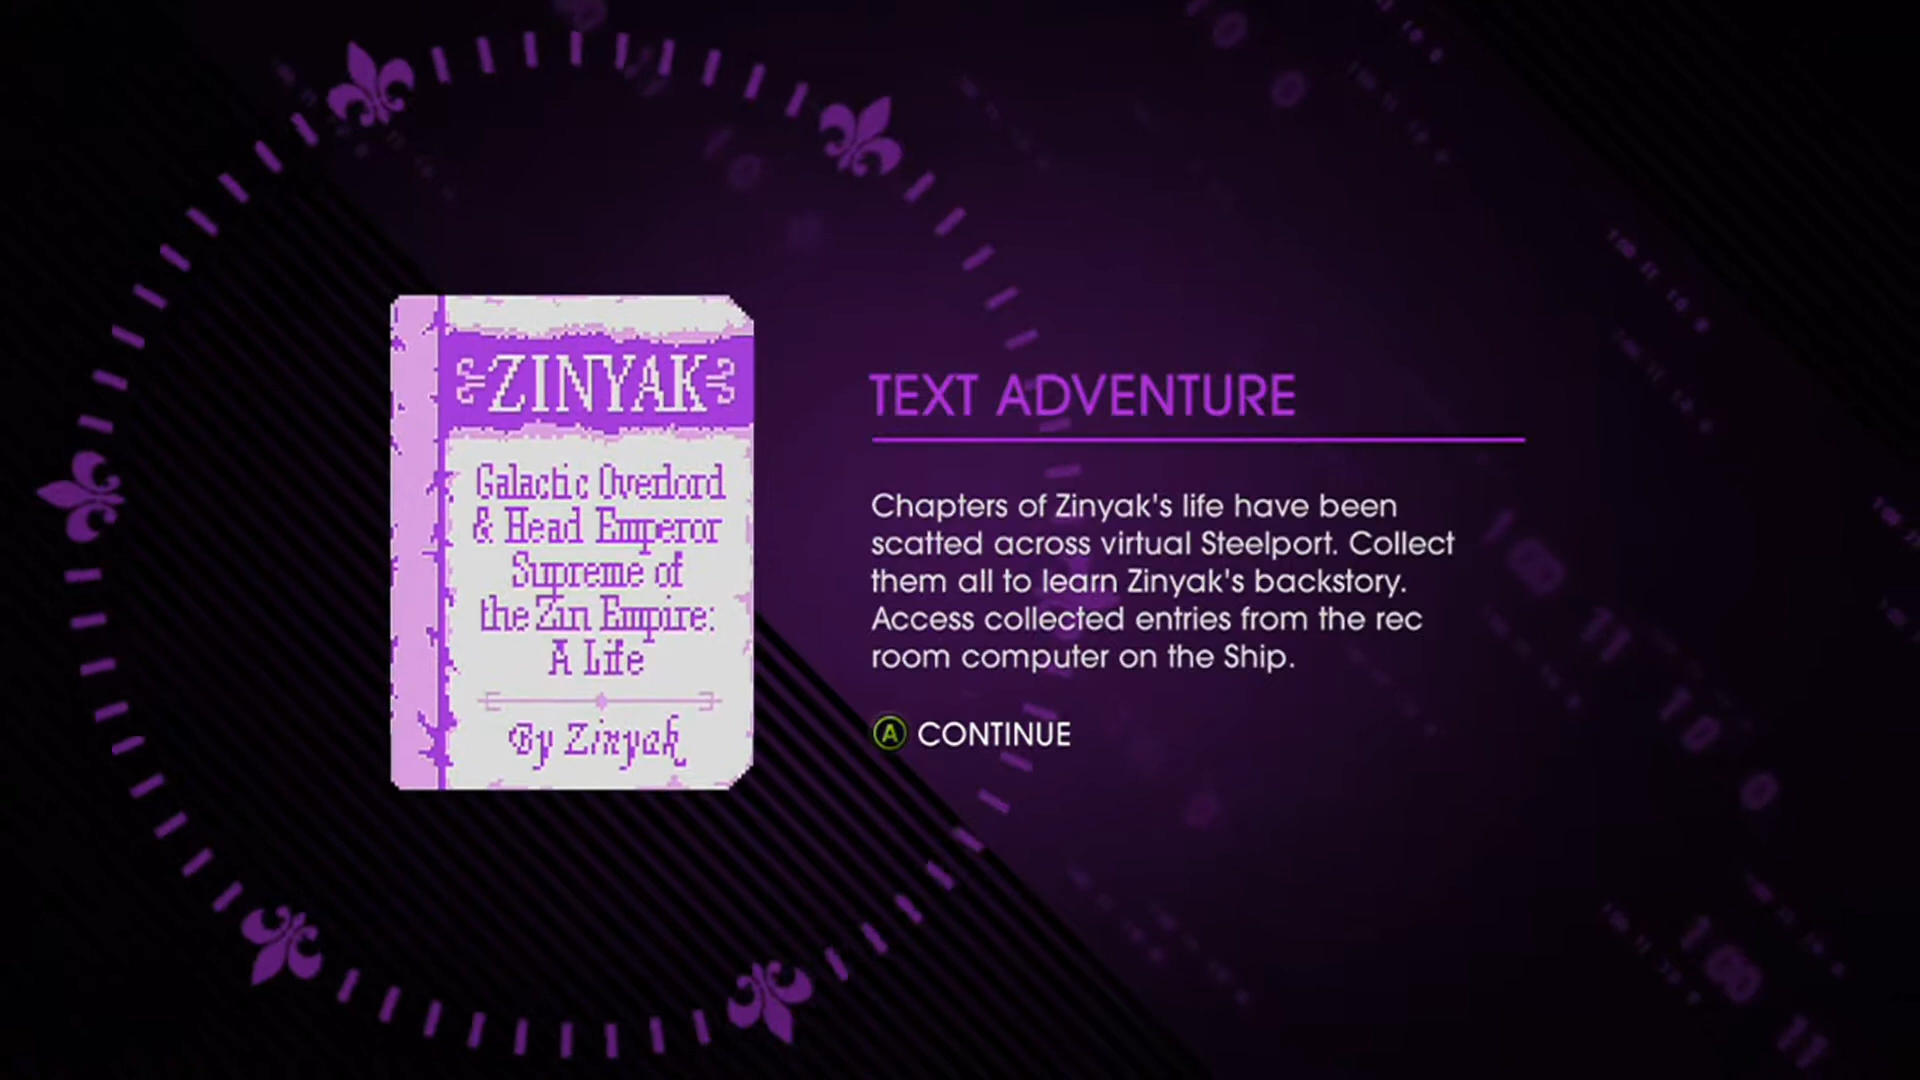 ZINYAK
Galactic Overlord
& Head Emperor
Supreme of
the Zin Empire:
A Life
By Zinyak
TEXT ADVENTURE
Chapters of Zinyak's life have been
scatted across virtual Steelport. Collect
them all to learn Zinyak's backstory.
Access collected entries from the rec
room computer on the Ship.
A CONTINUE